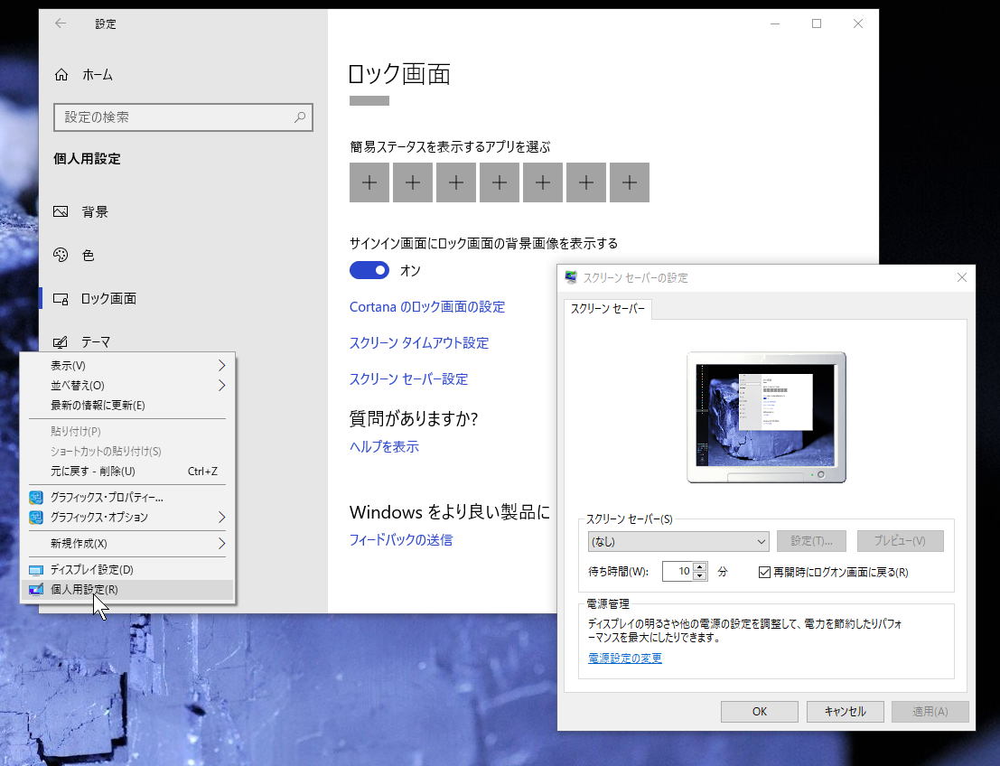 設定
ホーム
設定の検索
個人用設定
背景
色
ロック画面
テーマ
ロック画面
簡易ステータスを表示するアプリを選ぶ
サインイン画面にロック画面の背景画像を表示する
オン
Cortana のロック画面の設定
スクリーン タイムアウト設定
スクリーン セーバー設定
質問がありますか?
ヘルプを表示
Windows をより良い製品に
フィードバックの送信
表示(V)
並べ替え(O)
最新の情報に更新(E)
貼り付け(P)
ショートカットの貼り付け(S)
元に戻す - 削除(U) Ctrl+Z
グラフィックス・プロパティー...
グラフィックス・オプション
新規作成(X)
ディスプレイ設定(D)
個人用設定(R)
スクリーン セーバーの設定
スクリーン セーバー
スクリーン セーバー(S)
(なし) 設定(T)... プレビュー(V)
待ち時間(W): 10 分 再開時にログオン画面に戻る(R)
電源管理
ディスプレイの明るさや他の電源の設定を調整して、電力を節約したりパフォ
ーマンスを最大にしたりできます。
電源設定の変更
OK キャンセル 適用(A)